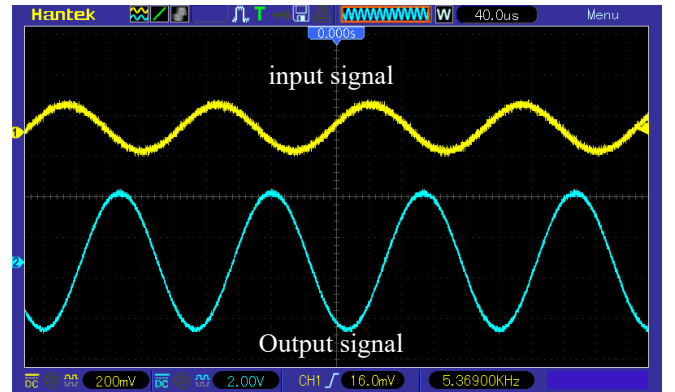 Hantek T W 40.0us Menu
0.000s
input signal
1
2
Output signal
DC 200mV DC 2.00V CH1 16.0mV 5.36900KHz